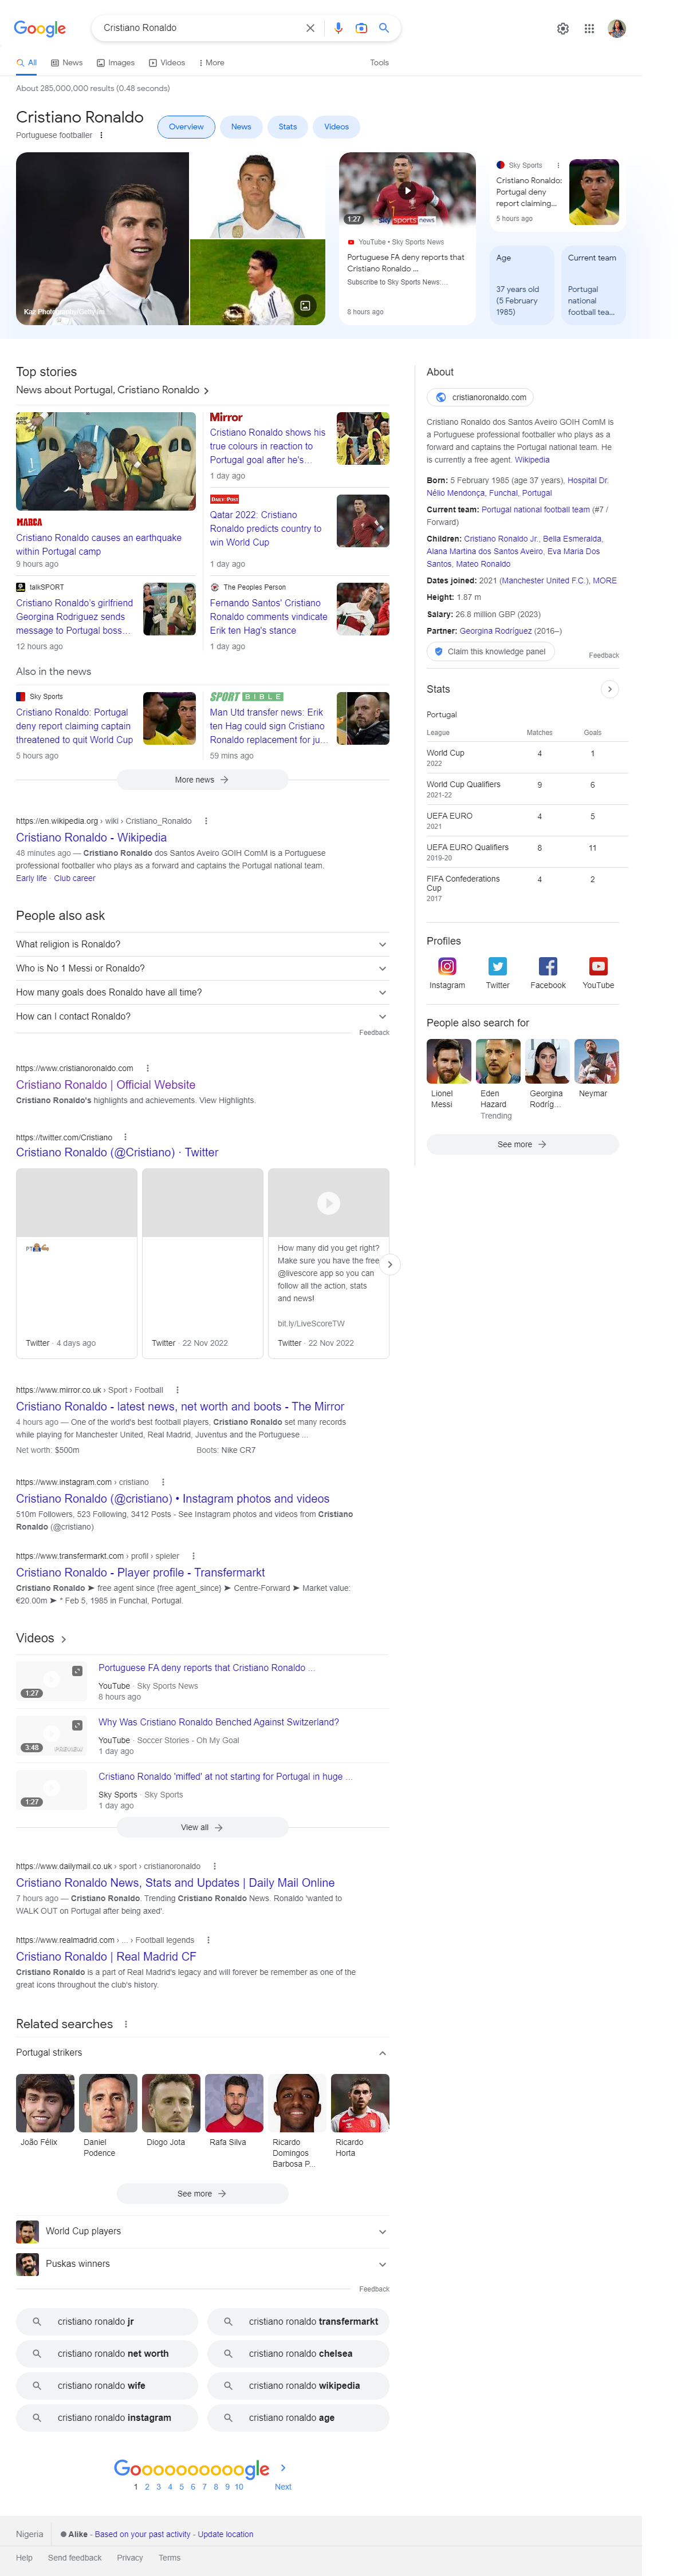 Google
Cristiano Ronaldo
All
News
Images
Videos
More
Tools
About 285,000,000 results (0.48 seconds)
Cristiano Ronaldo
Portuguese footballer
Overview
News
Stats
Videos
1:27
sky sports news
YouTube • Sky Sports News
Portuguese FA deny reports that
Cristiano Ronaldo ...
Subscribe to Sky Sports News:...
8 hours ago
Sky Sports
Cristiano Ronaldo:
Portugal deny
report claiming...
5 hours ago
Age
37 years old
(5 February
1985)
Current team
Portugal
national
football tea...
Top stories
News about Portugal, Cristiano Ronaldo
MARCA
Cristiano Ronaldo causes an earthquake
within Portugal camp
9 hours ago
Mirror
Cristiano Ronaldo shows his
true colours in reaction to
Portugal goal after he's...
1 day ago
DAILY POST
Qatar 2022: Cristiano
Ronaldo predicts country to
win World Cup
1 day ago
talkSPORT
Cristiano Ronaldo's girlfriend
Georgina Rodriguez sends
message to Portugal boss...
12 hours ago
The Peoples Person
Fernando Santos' Cristiano
Ronaldo comments vindicate
Erik ten Hag's stance
1 day ago
Also in the news
Sky Sports
Cristiano Ronaldo: Portugal
deny report claiming captain
threatened to quit World Cup
5 hours ago
SPORT BIBLE
Man Utd transfer news: Erik
ten Hag could sign Cristiano
Ronaldo replacement for ju...
59 mins ago
More news
https://en.wikipedia.org › wiki › Cristiano_Ronaldo
Cristiano Ronaldo - Wikipedia
48 minutes ago — Cristiano Ronaldo dos Santos Aveiro GOIH ComM is a Portuguese
professional footballer who plays as a forward and captains the Portugal national team.
Early life · Club career
People also ask
What religion is Ronaldo?
Who is No 1 Messi or Ronaldo?
How many goals does Ronaldo have all time?
How can I contact Ronaldo?
Feedback
https://www.cristianoronaldo.com
Cristiano Ronaldo | Official Website
Cristiano Ronaldo's highlights and achievements. View Highlights.
https://twitter.com/Cristiano
Cristiano Ronaldo (@Cristiano) · Twitter
Twitter · 4 days ago
Twitter · 22 Nov 2022
How many did you get right?
Make sure you have the free
@livescore app so you can
follow all the action, stats
and news!
bit.ly/LiveScoreTW
Twitter · 22 Nov 2022
https://www.mirror.co.uk › Sport › Football
Cristiano Ronaldo - latest news, net worth and boots - The Mirror
4 hours ago — One of the world's best football players, Cristiano Ronaldo set many records
while playing for Manchester United, Real Madrid, Juventus and the Portuguese ...
Net worth: $500m
Boots: Nike CR7
https://www.instagram.com › cristiano
Cristiano Ronaldo (@cristiano) • Instagram photos and videos
510m Followers, 523 Following, 3412 Posts - See Instagram photos and videos from Cristiano
Ronaldo (@cristiano)
https://www.transfermarkt.com › profil › spieler
Cristiano Ronaldo - Player profile - Transfermarkt
Cristiano Ronaldo ➤ free agent since {free agent_since} ➤ Centre-Forward ➤ Market value:
€20.00m ➤ * Feb 5, 1985 in Funchal, Portugal.
Videos
1:27
Portuguese FA deny reports that Cristiano Ronaldo ...
YouTube · Sky Sports News
8 hours ago
3:48
PREVIEW
Why Was Cristiano Ronaldo Benched Against Switzerland?
YouTube · Soccer Stories - Oh My Goal
1 day ago
1:27
Cristiano Ronaldo 'miffed' at not starting for Portugal in huge ...
Sky Sports · Sky Sports
1 day ago
View all
https://www.dailymail.co.uk › sport › cristianoronaldo
Cristiano Ronaldo News, Stats and Updates | Daily Mail Online
7 hours ago — Cristiano Ronaldo. Trending Cristiano Ronaldo News. Ronaldo 'wanted to
WALK OUT on Portugal after being axed'.
https://www.realmadrid.com › ... › Football legends
Cristiano Ronaldo | Real Madrid CF
Cristiano Ronaldo is a part of Real Madrid's legacy and will forever be remember as one of the
great icons throughout the club's history.
Related searches
Portugal strikers
João Félix
Daniel
Podence
Diogo Jota
Rafa Silva
Ricardo
Domingos
Barbosa P...
Ricardo
Horta
See more
World Cup players
Puskas winners
Feedback
cristiano ronaldo jr
cristiano ronaldo transfermarkt
cristiano ronaldo net worth
cristiano ronaldo chelsea
cristiano ronaldo wife
cristiano ronaldo wikipedia
cristiano ronaldo instagram
cristiano ronaldo age
Goooooooooogle
1 2 3 4 5 6 7 8 9 10 Next
About
cristianoronaldo.com
Cristiano Ronaldo dos Santos Aveiro GOIH ComM is
a Portuguese professional footballer who plays as a
forward and captains the Portugal national team. He
is currently a free agent. Wikipedia
Born: 5 February 1985 (age 37 years), Hospital Dr.
Nélio Mendonça, Funchal, Portugal
Current team: Portugal national football team (#7 /
Forward)
Children: Cristiano Ronaldo Jr., Bella Esmeralda,
Alana Martina dos Santos Aveiro, Eva Maria Dos
Santos, Mateo Ronaldo
Dates joined: 2021 (Manchester United F.C.), MORE
Height: 1.87 m
Salary: 26.8 million GBP (2023)
Partner: Georgina Rodríguez (2016–)
Claim this knowledge panel
Feedback
Stats
Portugal
League Matches Goals
World Cup 4 1
2022
World Cup Qualifiers 9 6
2021-22
UEFA EURO 4 5
2021
UEFA EURO Qualifiers 8 11
2019-20
FIFA Confederations 4 2
Cup
2017
Profiles
Instagram
Twitter
Facebook
YouTube
People also search for
Lionel
Messi
Eden
Hazard
Trending
Georgina
Rodríg...
Neymar
See more
Nigeria
Alike - Based on your past activity - Update location
Help
Send feedback
Privacy
Terms